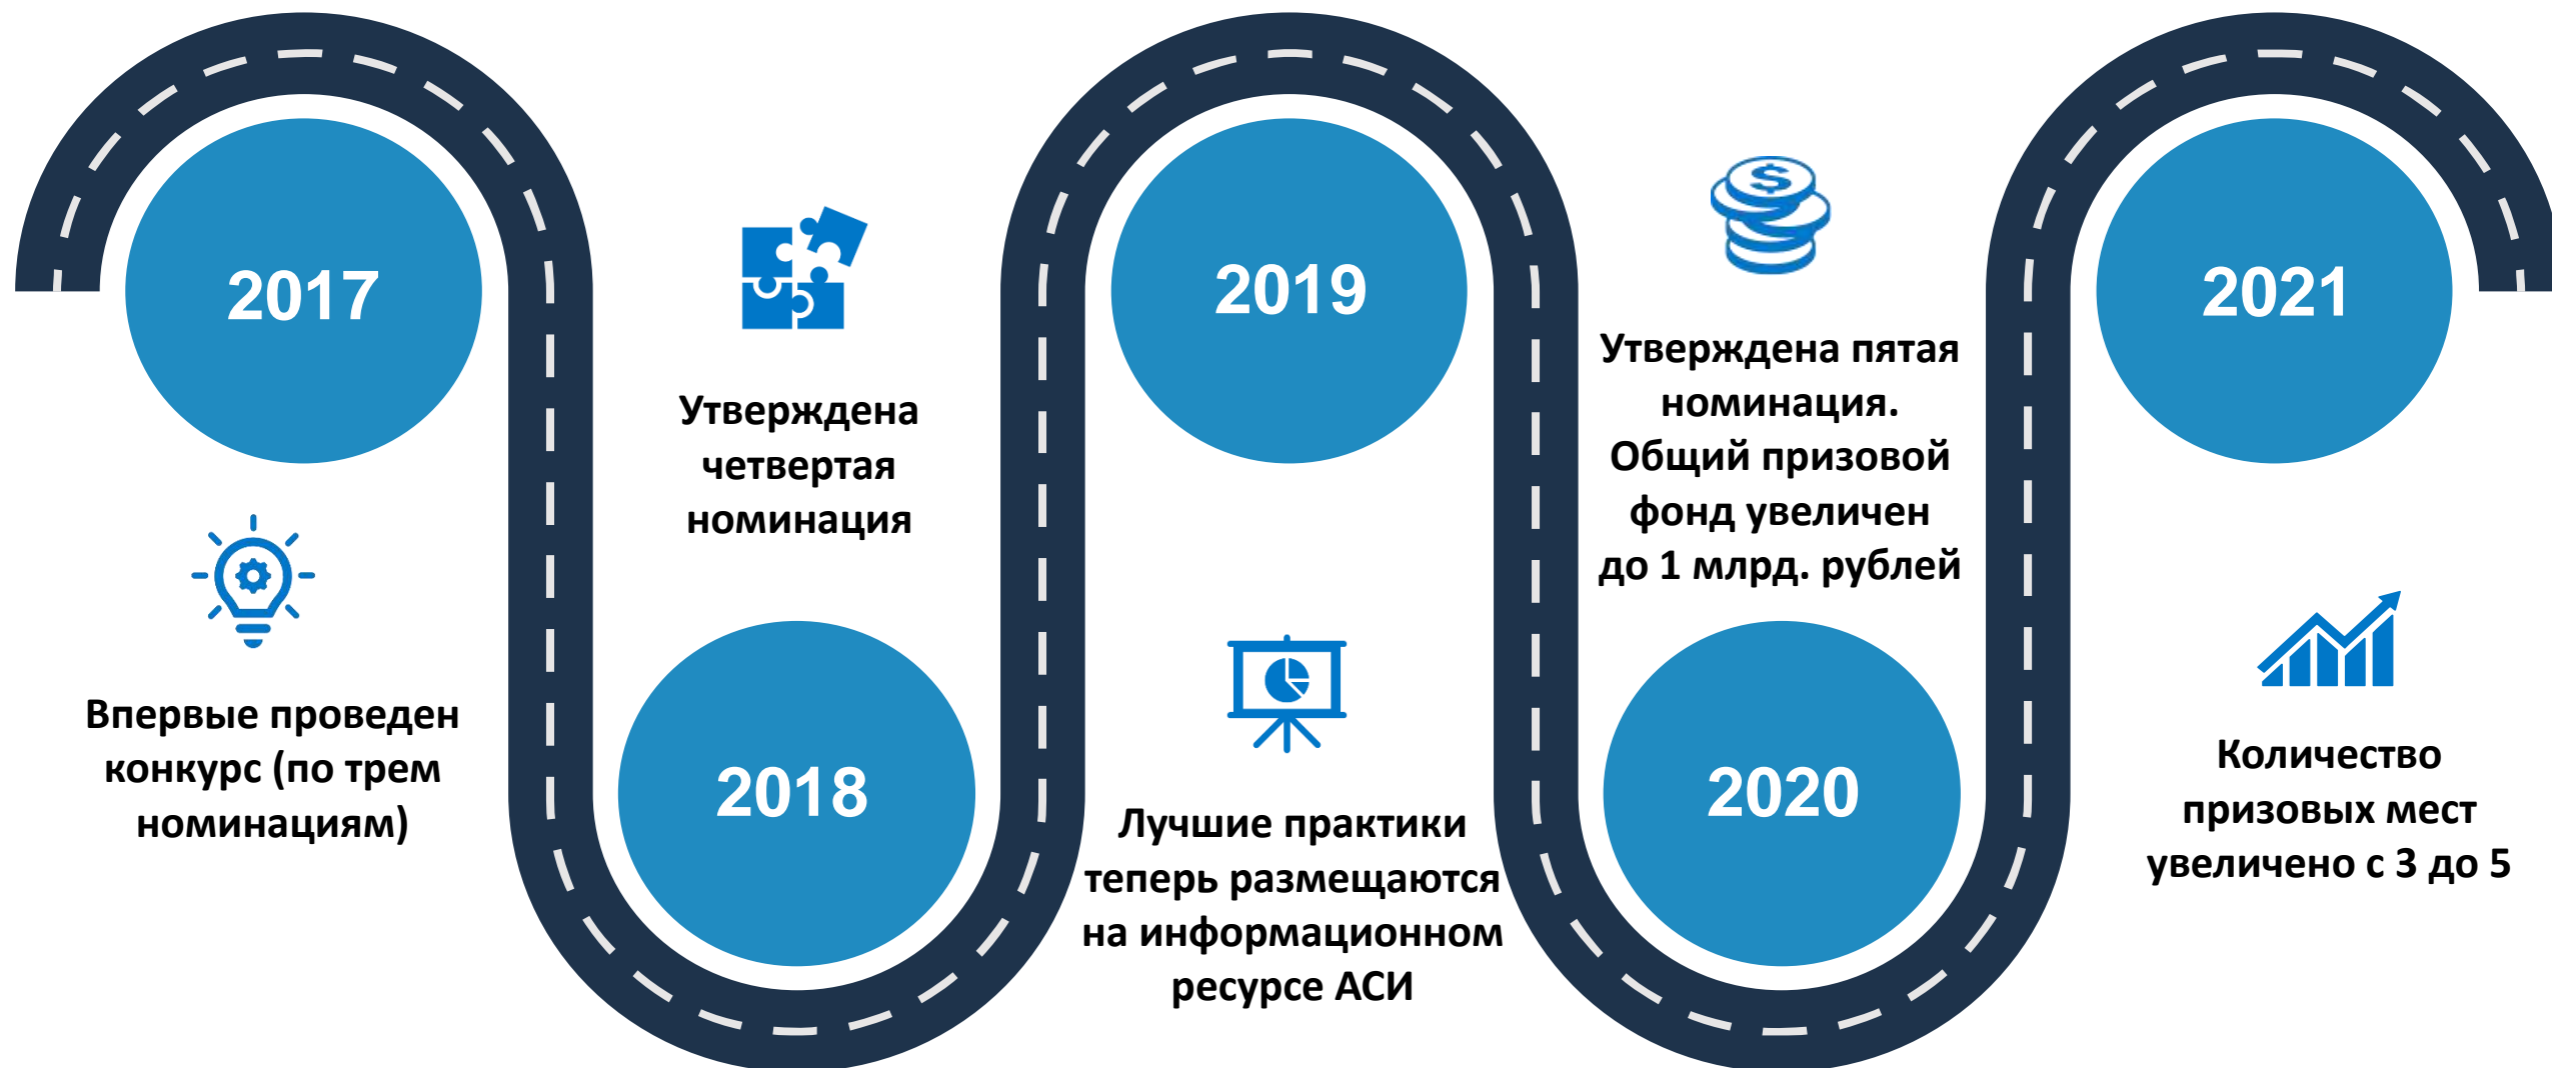 2017
Впервые проведен
конкурс (по трем
номинациям)
Утверждена
четвертая
номинация
2018
2019
Лучшие практики
теперь размещаются
на информационном
ресурсе АСИ
$
Утверждена пятая
номинация.
Общий призовой
фонд увеличен
до 1 млрд. рублей
2020
2021
Количество
призовых мест
увеличено с 3 до 5